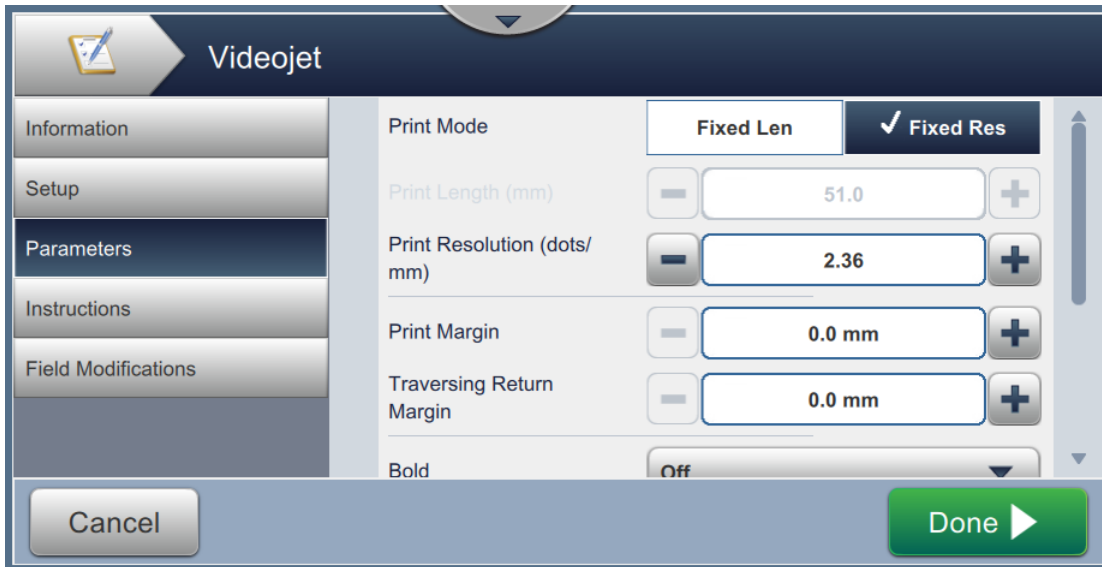 Videojet
Information
Setup
Parameters
Instructions
Field Modifications
Print Mode
Fixed Len
Fixed Res
Print Length (mm)
51.0
Print Resolution (dots/
mm)
2.36
Print Margin
0.0 mm
Traversing Return
Margin
0.0 mm
Bold
Off
Cancel
Done